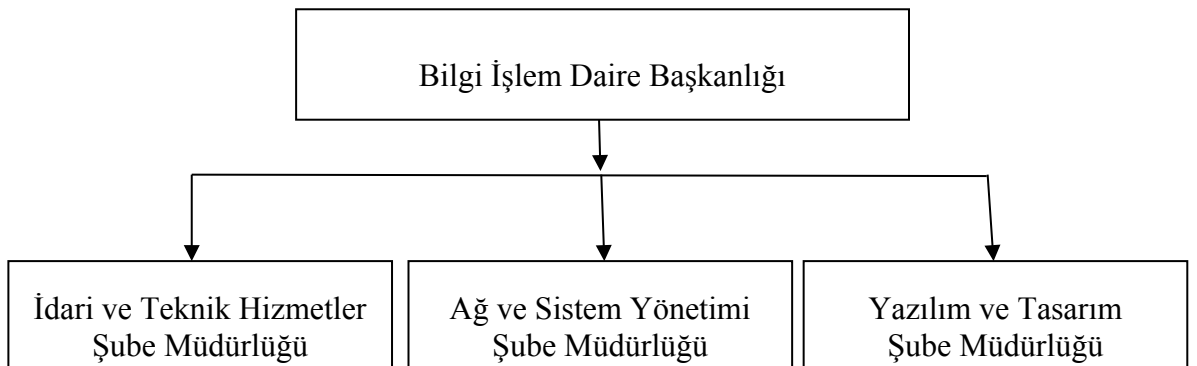 Bilgi İşlem Daire Başkanlığı
İdari ve Teknik Hizmetler
Şube Müdürlüğü
Ağ ve Sistem Yönetimi
Şube Müdürlüğü
Yazılım ve Tasarım
Şube Müdürlüğü